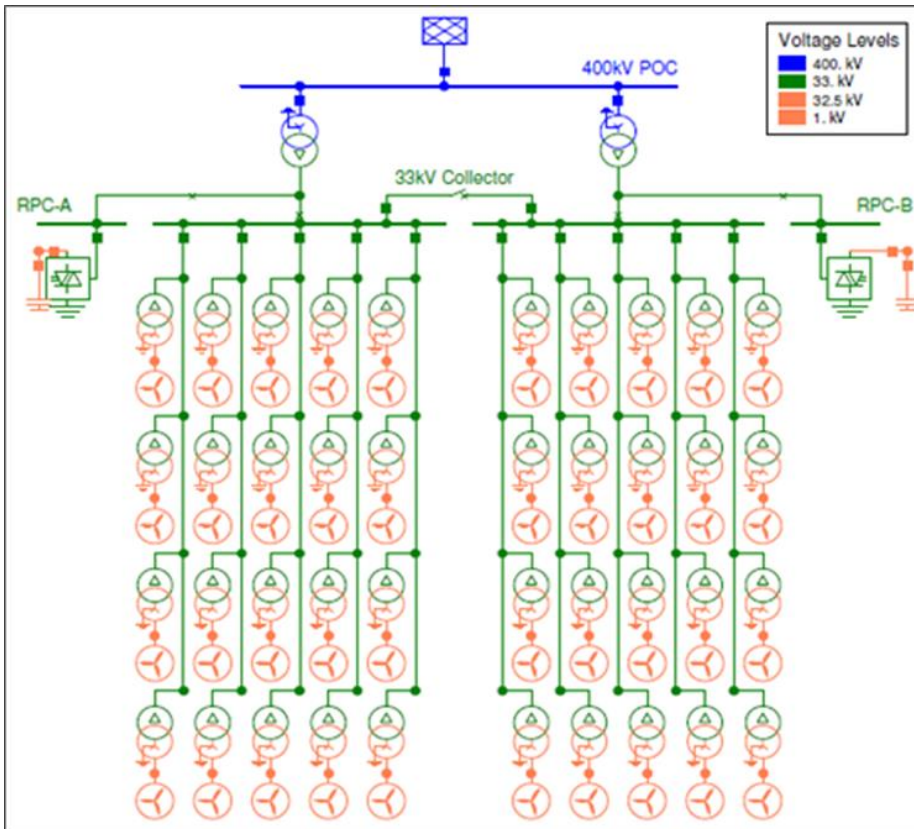 Voltage Levels
400. kV
33. kV
32.5 kV
1. kV
400kV POC
33kV Collector
RPC-A
RPC-B